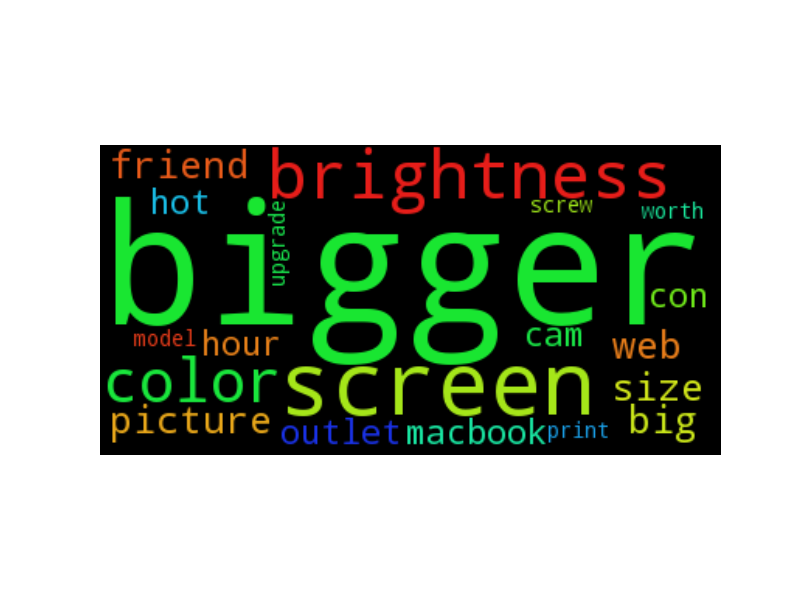 friend brightness
hot upgrade screw worth
bigger
con
model hour cam web
color screen size
picture big
outlet macbook print